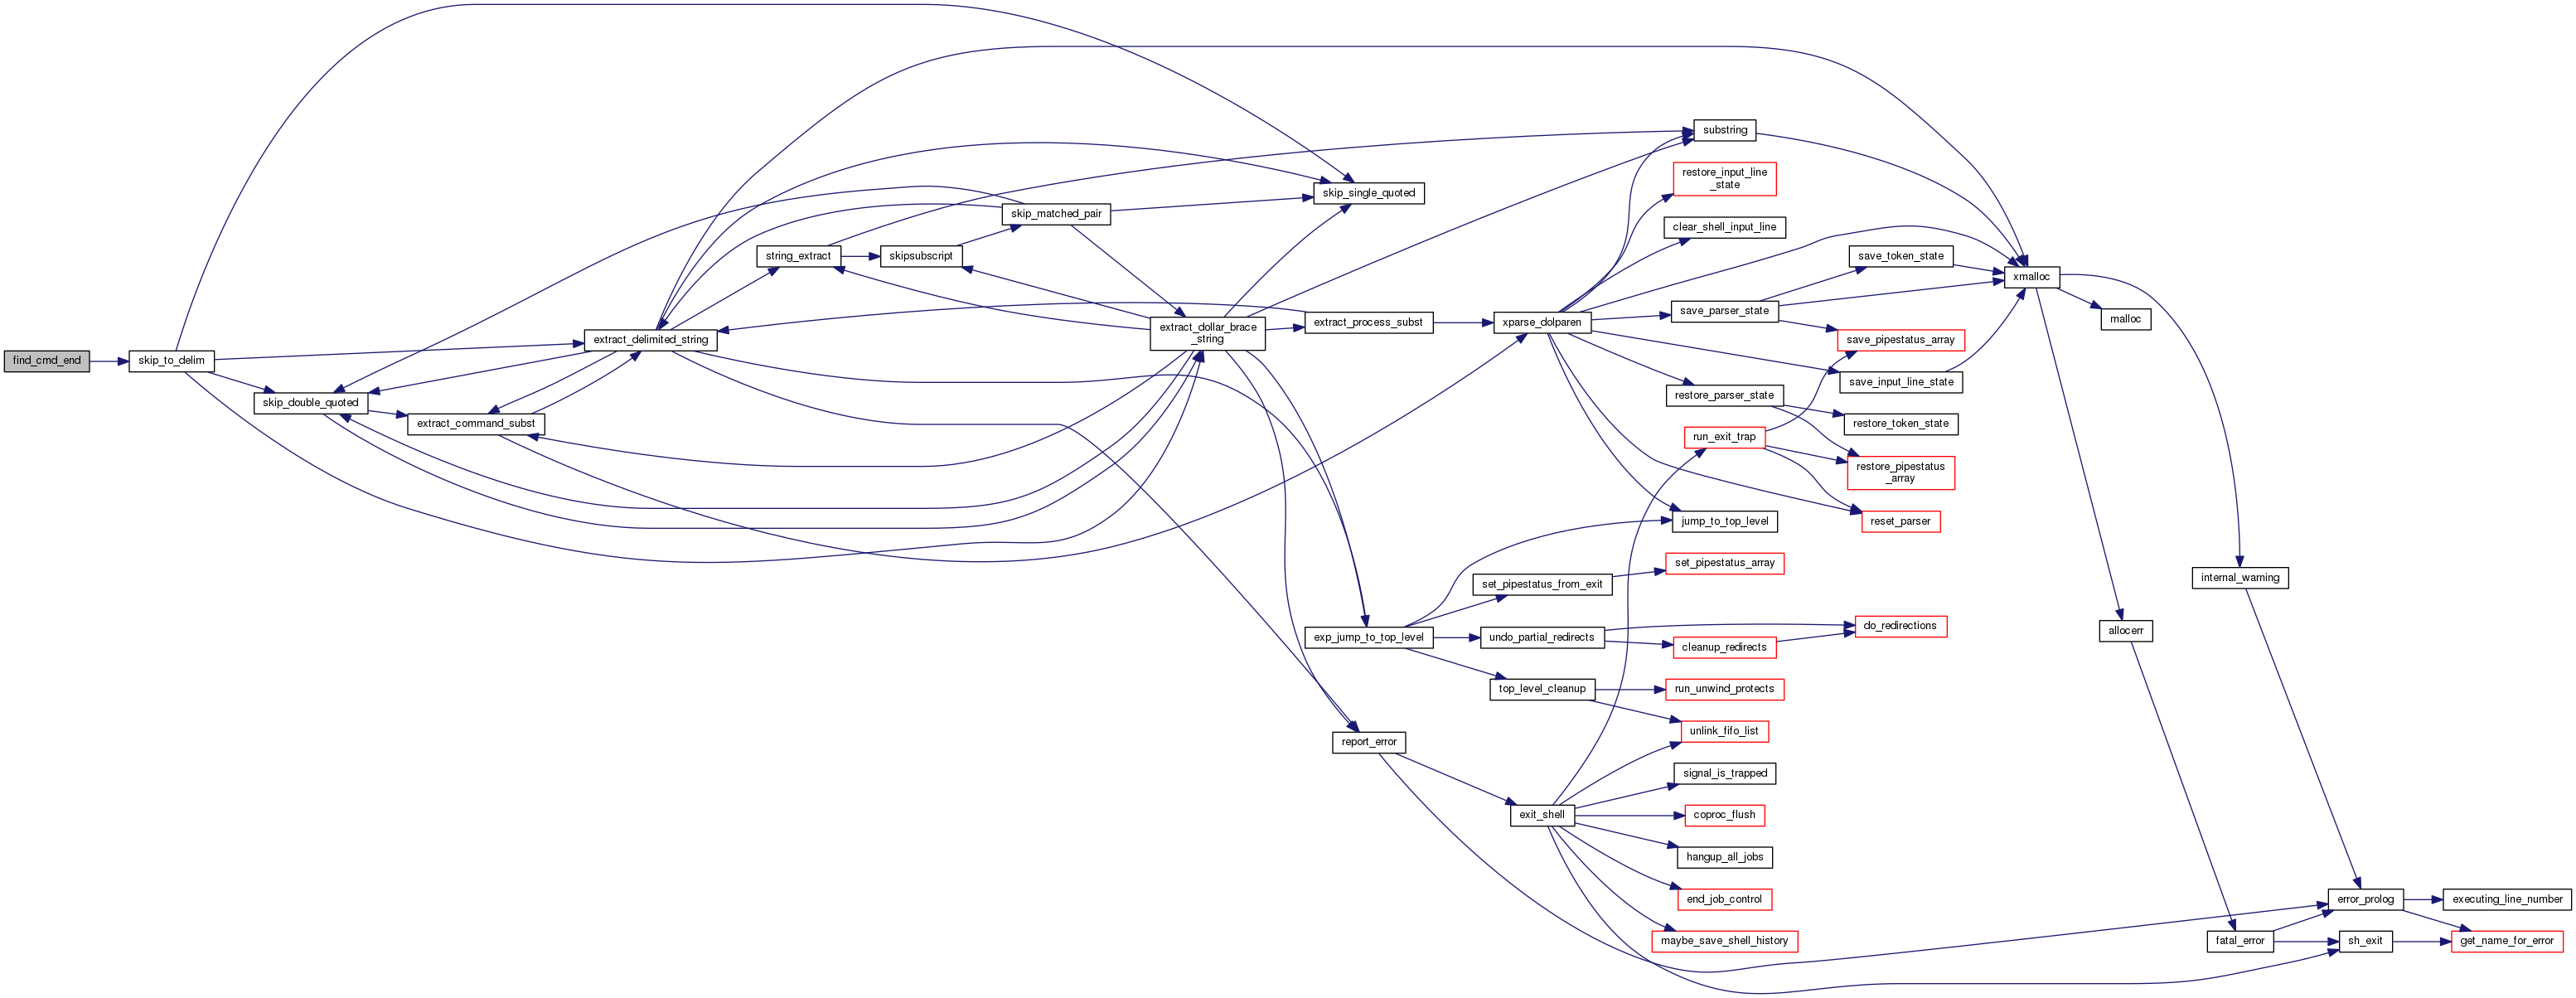 find_cmd_end
skip_to_delim
skip_double_quoted
extract_command_subst
extract_delimited_string
string_extract
skipsubscript
skip_matched_pair
extract_dollar_brace
_string
skip_single_quoted
extract_process_subst
exp_jump_to_top_level
report_error
xparse_dolparen
set_pipestatus_from_exit
undo_partial_redirects
top_level_cleanup
exit_shell
substring
restore_input_line
_state
clear_shell_input_line
save_parser_state
restore_parser_state
run_exit_trap
jump_to_top_level
set_pipestatus_array
cleanup_redirects
run_unwind_protects
unlink_fifo_list
signal_is_trapped
coproc_flush
hangup_all_jobs
end_job_control
maybe_save_shell_history
save_token_state
save_pipestatus_array
save_input_line_state
restore_token_state
restore_pipestatus
_array
reset_parser
do_redirections
xmalloc
malloc
allocerr
internal_warning
fatal_error
error_prolog
sh_exit
executing_line_number
get_name_for_error